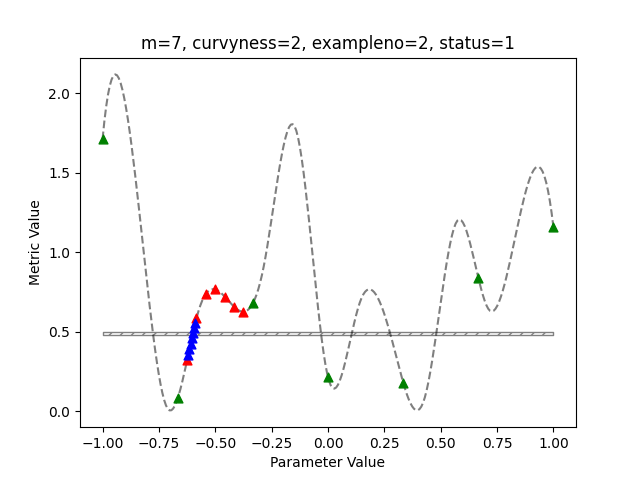 m=7, curvyness=2, exampleno=2, status=1
Metric Value
2.0
1.5
1.0
0.5
0.0
−1.00 −0.75 −0.50 −0.25 0.00 0.25 0.50 0.75 1.00
Parameter Value